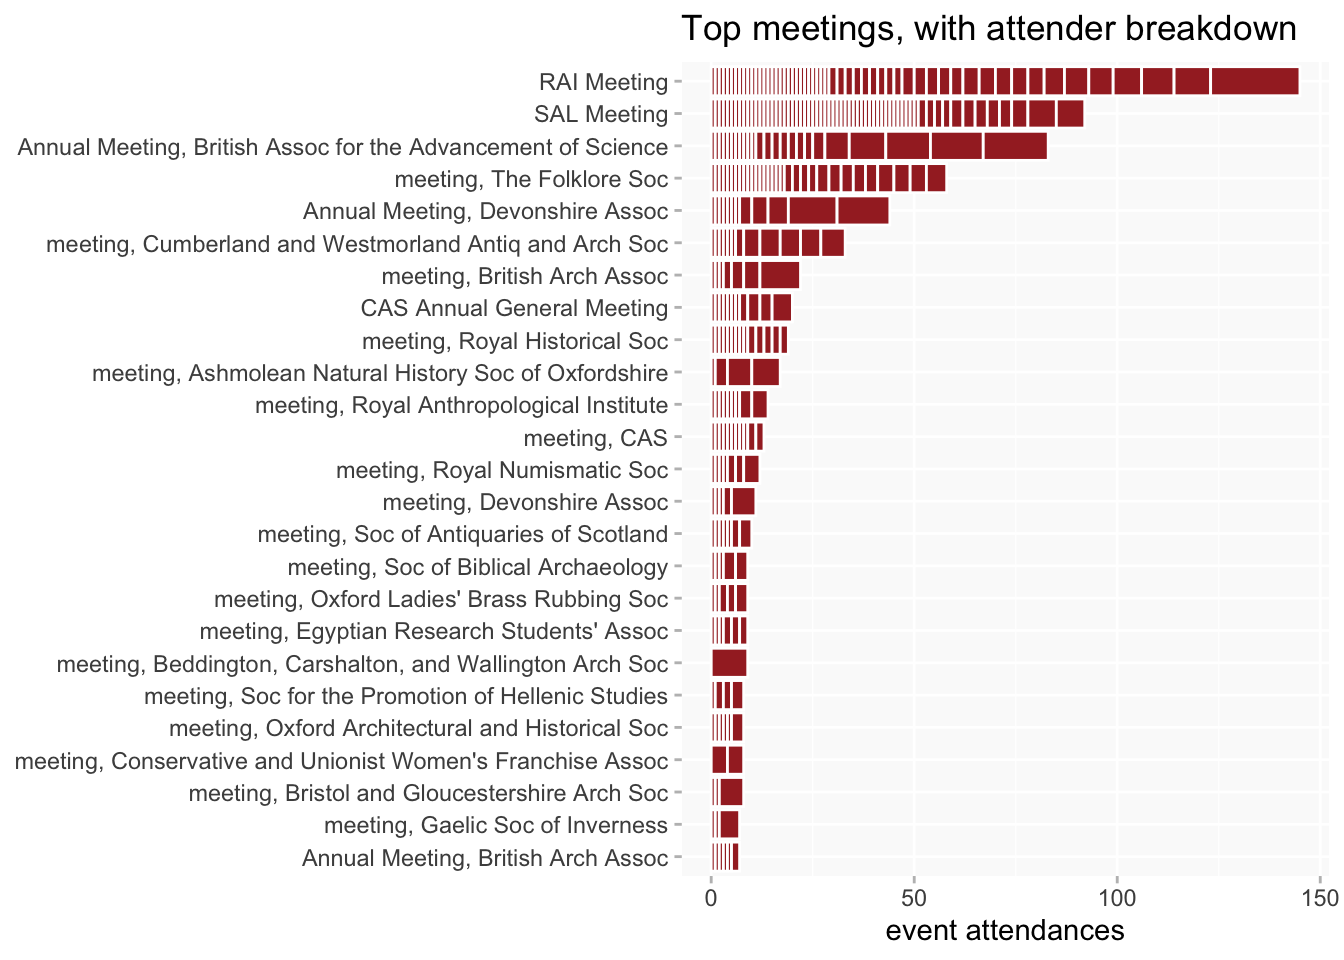 Top meetings, with attender breakdown
RAI Meeting
SAL Meeting
Annual Meeting, British Assoc for the Advancement of Science
meeting, The Folklore Soc
Annual Meeting, Devonshire Assoc
meeting, Cumberland and Westmorland Antiq and Arch Soc
meeting, British Arch Assoc
CAS Annual General Meeting
meeting, Royal Historical Soc
meeting, Ashmolean Natural History Soc of Oxfordshire
meeting, Royal Anthropological Institute
meeting, CAS
meeting, Royal Numismatic Soc
meeting, Devonshire Assoc
meeting, Soc of Antiquaries of Scotland
meeting, Soc of Biblical Archaeology
meeting, Oxford Ladies' Brass Rubbing Soc
meeting, Egyptian Research Students' Assoc
meeting, Beddington, Carshalton, and Wallington Arch Soc
meeting, Soc for the Promotion of Hellenic Studies
meeting, Oxford Architectural and Historical Soc
meeting, Conservative and Unionist Women's Franchise Assoc
meeting, Bristol and Gloucestershire Arch Soc
meeting, Gaelic Soc of Inverness
Annual Meeting, British Arch Assoc
0 50 100 150
event attendances